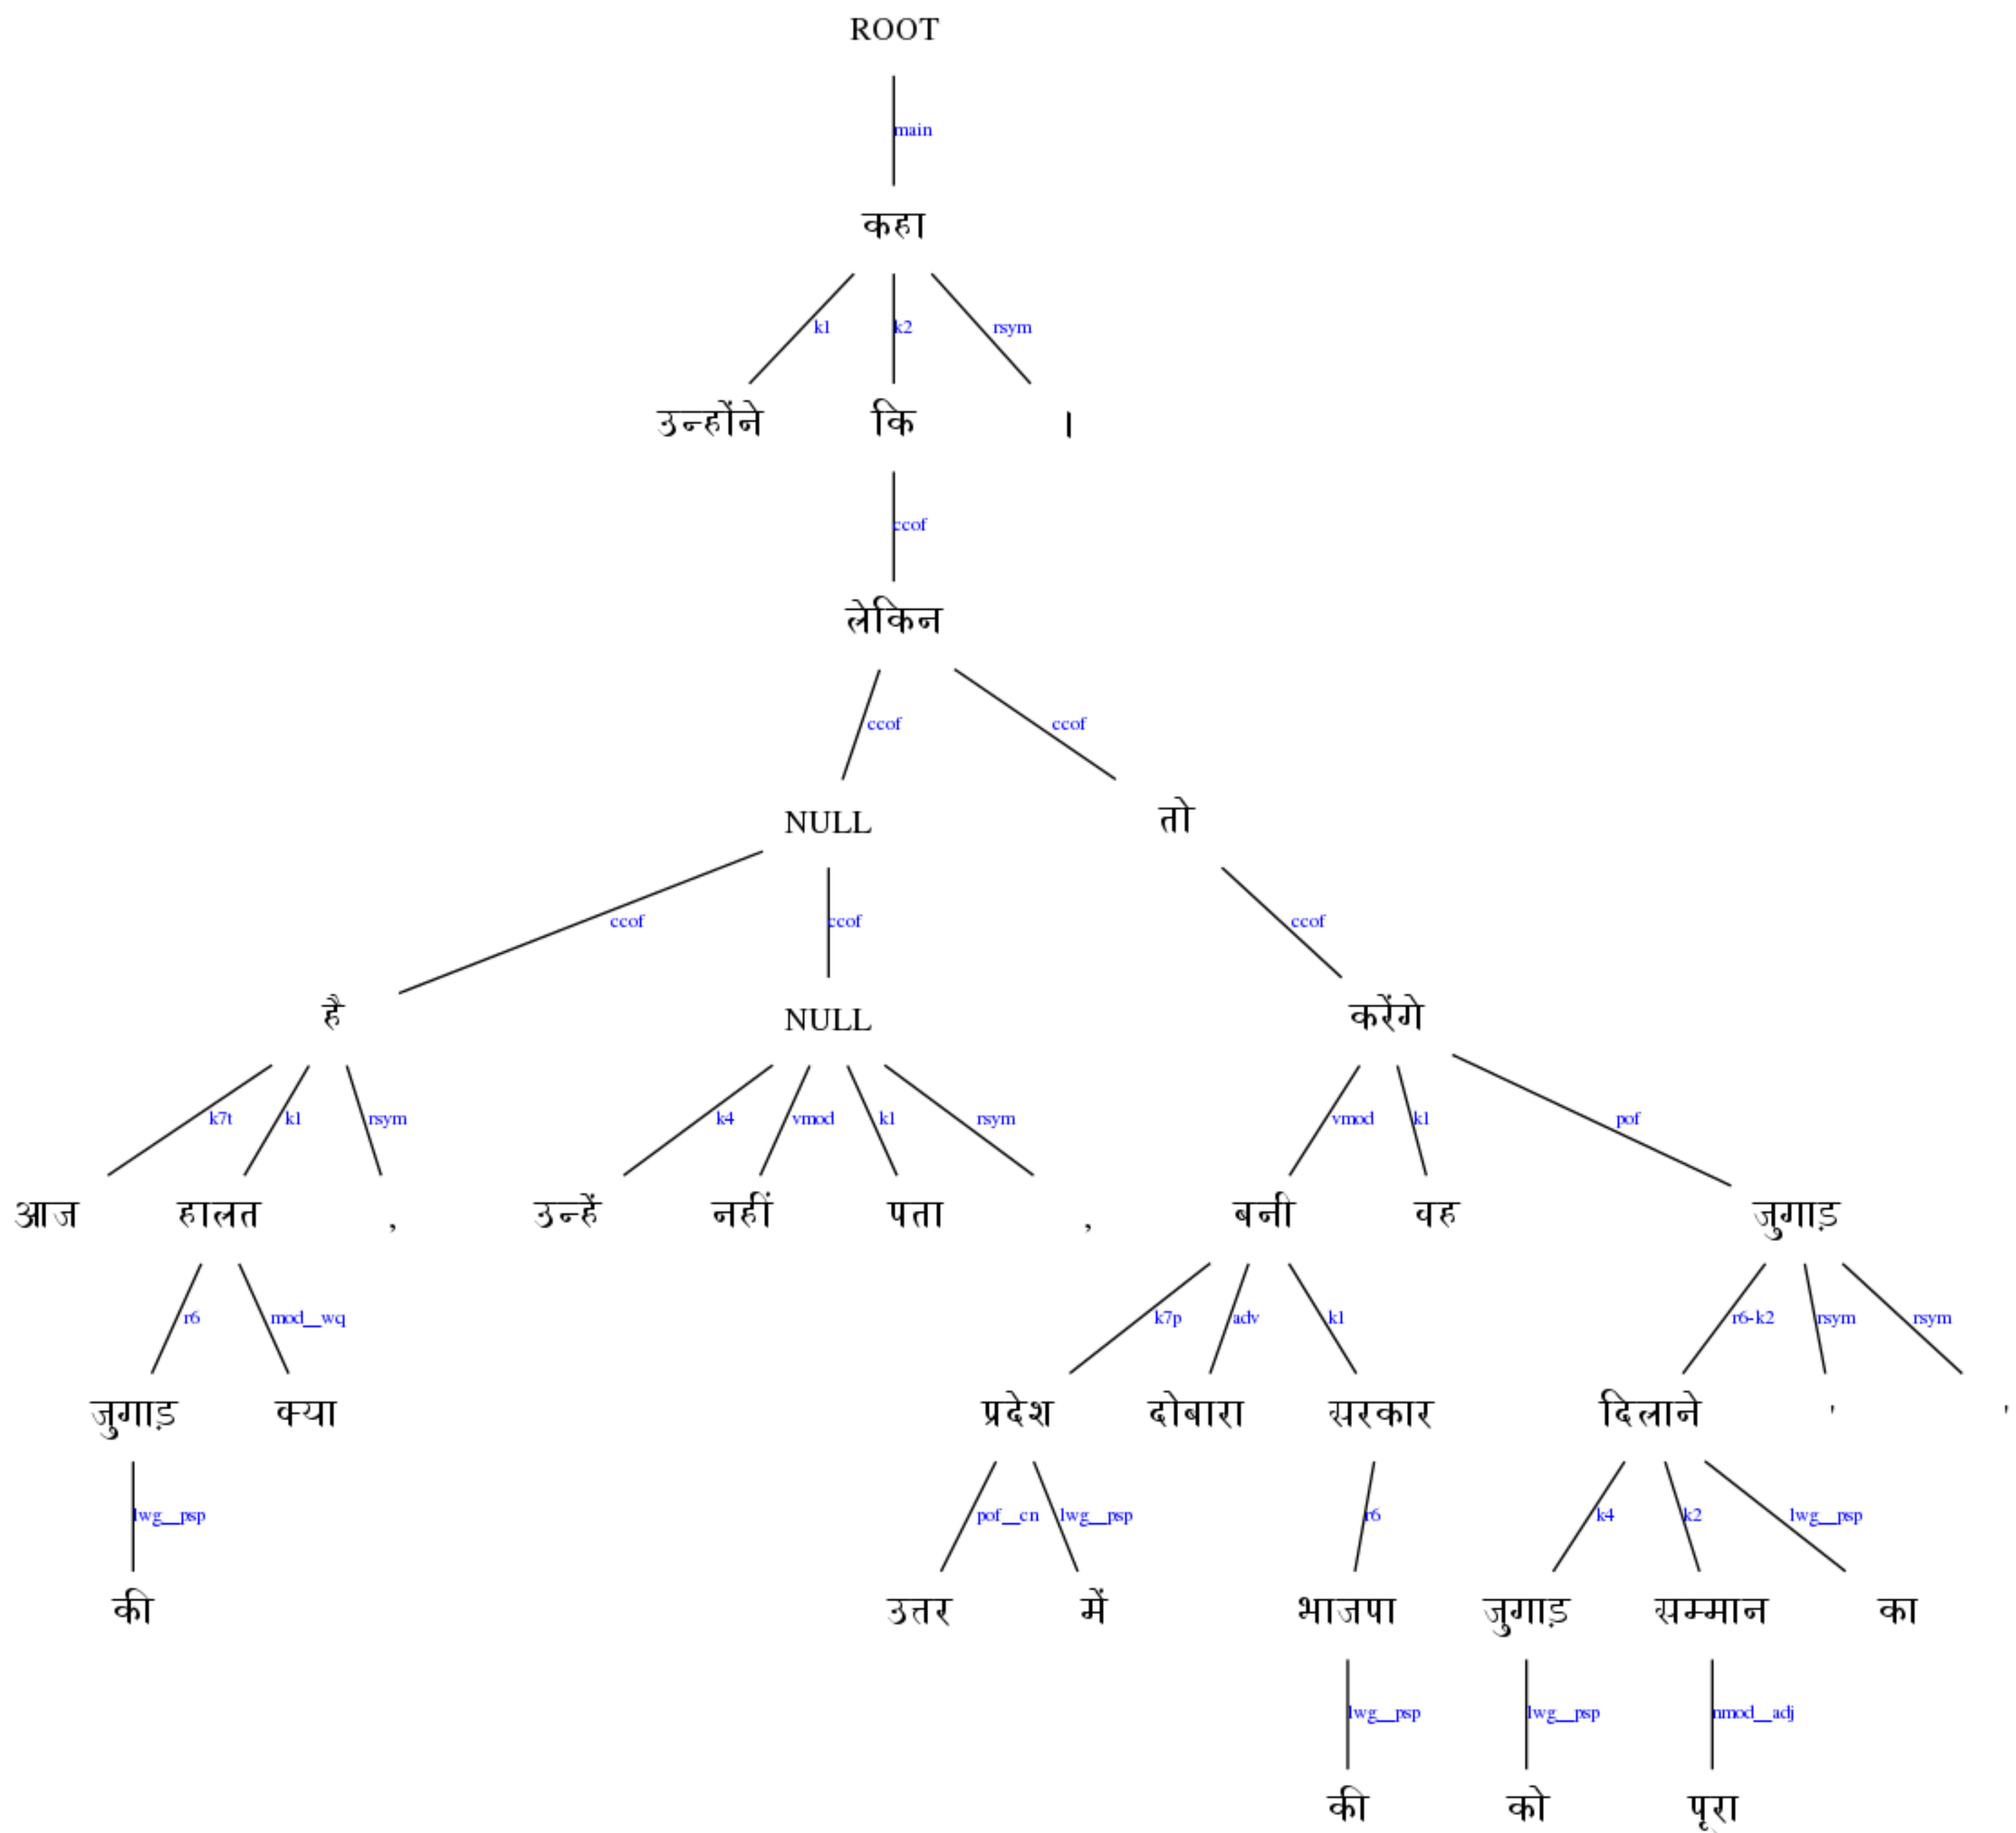 ROOT
main
कहा
k1 k2 rsym
उन्होंने कि ।
ccof
लेकिन
ccof ccof
NULL तो
ccof ccof ccof
है NULL करेंगे
k7t k1 rsym k4 vmod k1 rsym vmod k1 pof
आज हालत , उन्हें नहीं पता , बनी वह जुगाड़
r6 mod__wq k7p adv k1 r6-k2 rsym rsym
जुगाड़ क्या प्रदेश दोबारा सरकार दिलाने ' '
lwg__psp pof__cn lwg__psp r6 k4 k2 lwg__psp
की उत्तर में भाजपा जुगाड़ सम्मान का
lwg__psp lwg__psp nmod__adj
की को पूरा